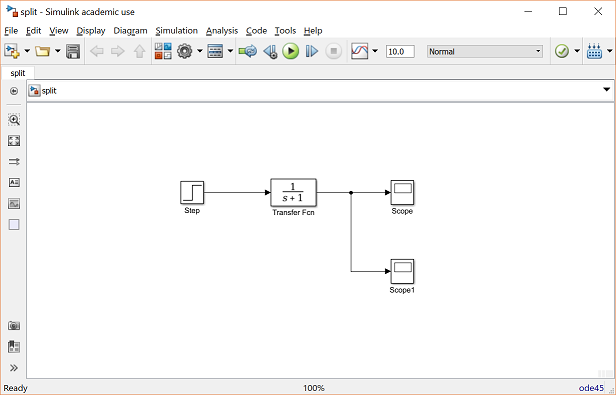 split - Simulink academic use
File Edit View Display Diagram Simulation Analysis Code Tools Help
10.0 Normal
split
split
1
s + 1
Step
Transfer Fcn
Scope
Scope1
Ready 100% ode45